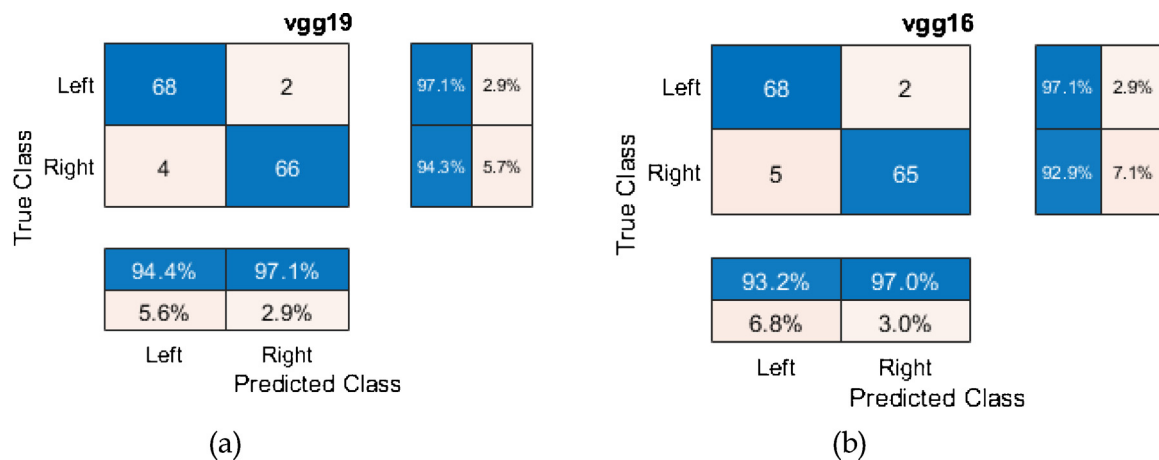 vgg19
Left 68 2 97.1% 2.9%
Right 4 66 94.3% 5.7%
True Class
94.4% 97.1%
5.6% 2.9%
Left Right
Predicted Class
(a)
vgg16
Left 68 2 97.1% 2.9%
Right 5 65 92.9% 7.1%
True Class
93.2% 97.0%
6.8% 3.0%
Left Right
Predicted Class
(b)